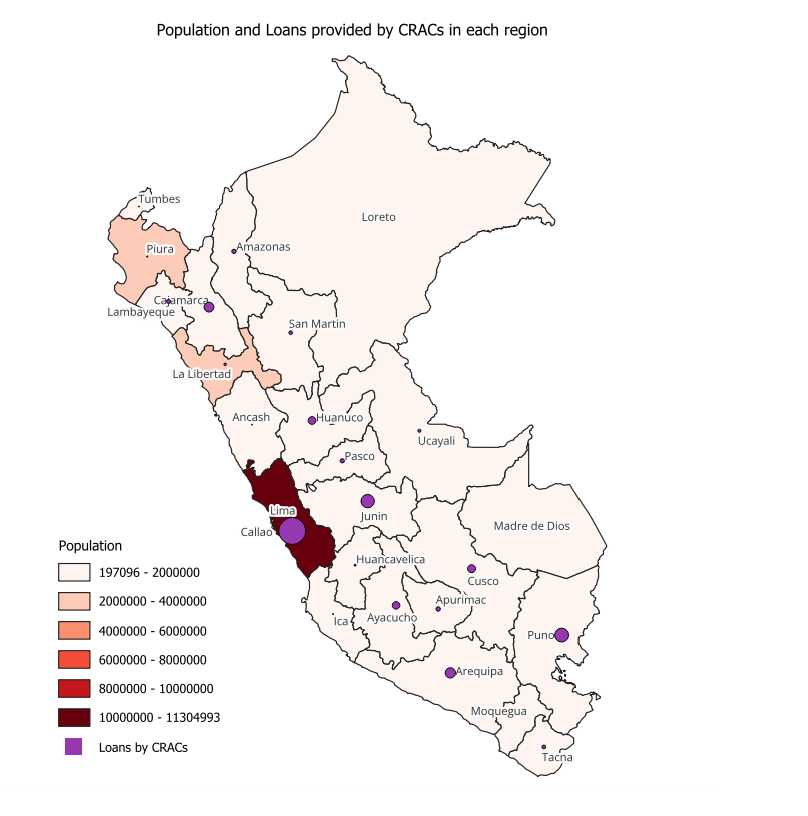 Population and Loans provided by CRACs in each region
Tumbes
Loreto
Piura
Amazonas
Cajamarca
Lambayeque
San Martin
La Libertad
Ancash
Huanuco
Ucayali
Pasco
Lima
Junin
Callao
Madre de Dios
Huancavelica
Cusco
Apurimac
Ayacucho
Ica
Puno
Arequipa
Moquegua
Tacna
Population
197096 - 2000000
2000000 - 4000000
4000000 - 6000000
6000000 - 8000000
8000000 - 10000000
10000000 - 11304993
Loans by CRACs